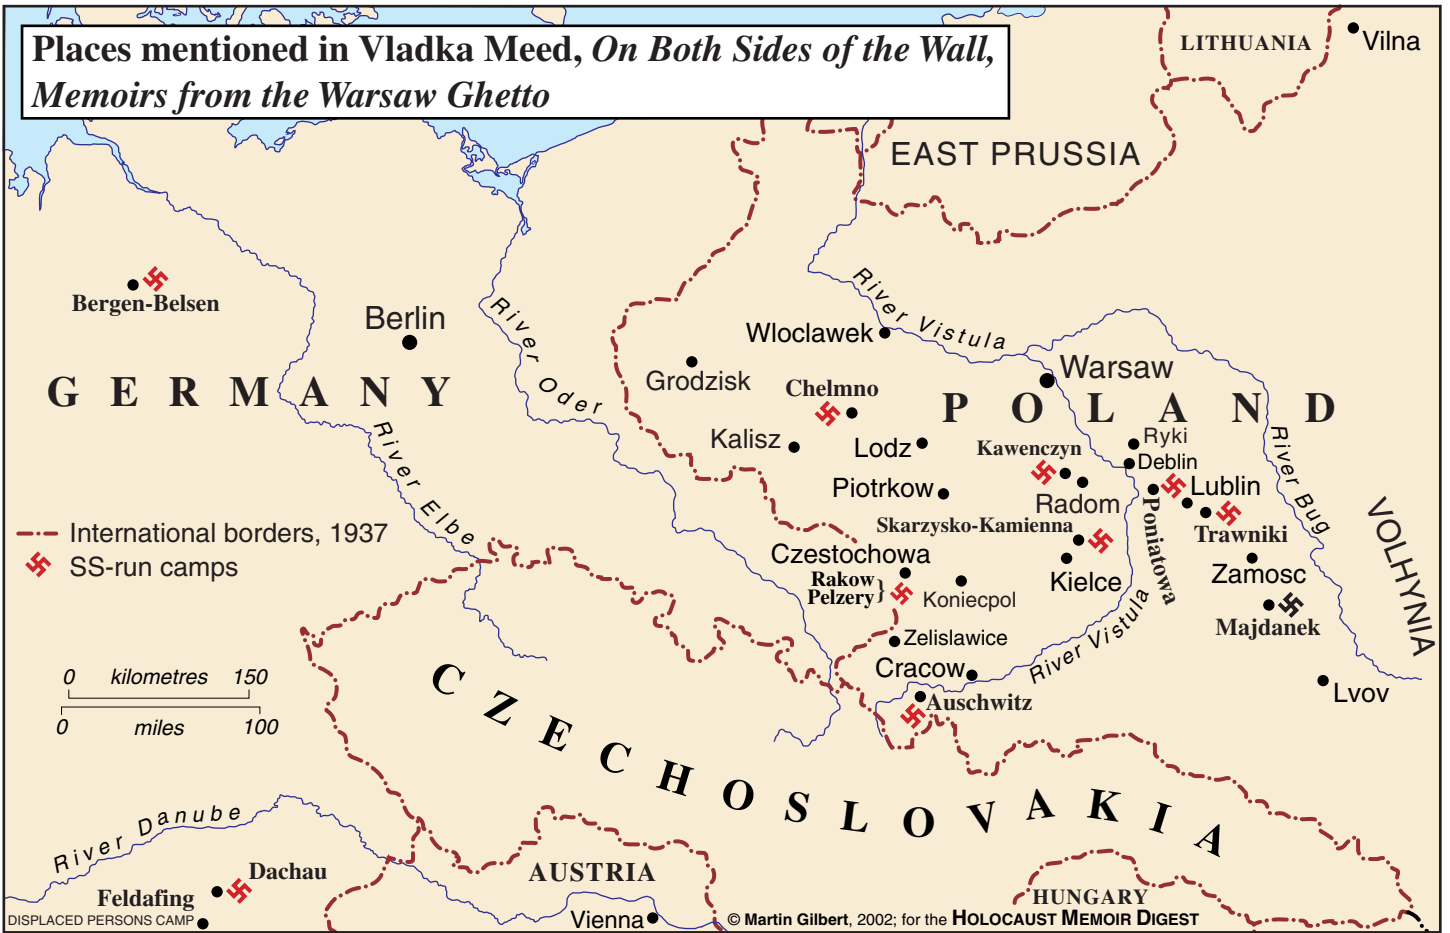 Places mentioned in Vladka Meed, On Both Sides of the Wall,
Memoirs from the Warsaw Ghetto
LITHUANIA
Vilna
EAST PRUSSIA
Bergen-Belsen
Berlin
GERMANY
River Oder
River Elbe
River Vistula
Wloclawek
Warsaw
Grodzisk
Chelmno
POLAND
Kalisz
Lodz
Kawenczyn
Ryki
Deblin
Piotrkow
Radom
Lublin
River Bug
Poniatowa
Trawniki
Skarzysko-Kamienna
VOLHYNIA
Czestochowa
Rakow
Pelzery}
Koniecpol
Kielce
Zamosc
Majdanek
River Vistula
Zelislawice
Cracow
Auschwitz
Lvov
International borders, 1937
SS-run camps
0 kilometres 150
0 miles 100
CZECHOSLOVAKIA
River Danube
Dachau
Feldafing
DISPLACED PERSONS CAMP
AUSTRIA
Vienna
HUNGARY
© Martin Gilbert, 2002; for the HOLOCAUST MEMOIR DIGEST